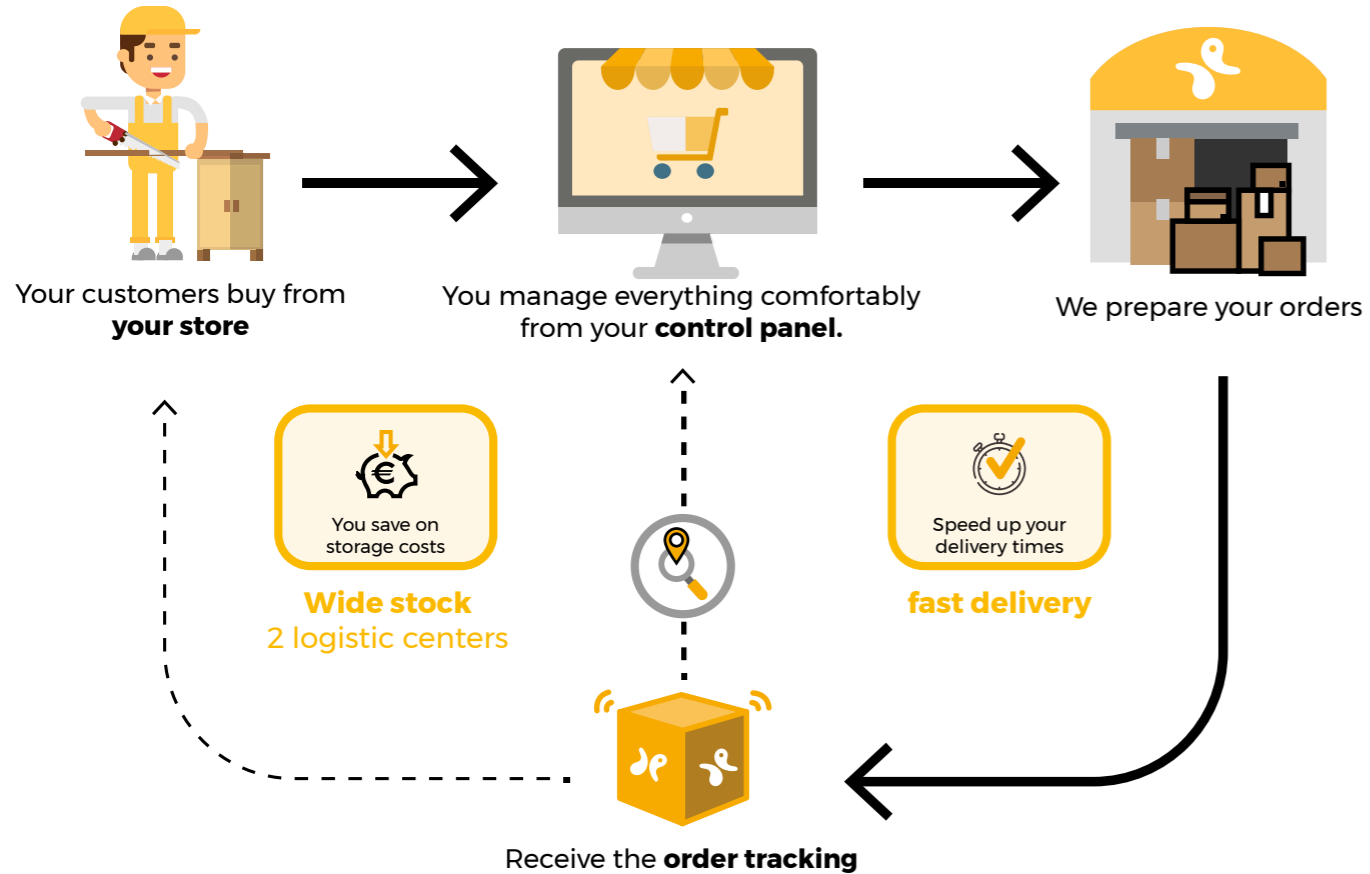 Your customers buy from
your store
You manage everything comfortably
from your control panel.
We prepare your orders
€
You save on
storage costs
Wide stock
2 logistic centers
Speed up your
delivery times
fast delivery
Receive the order tracking